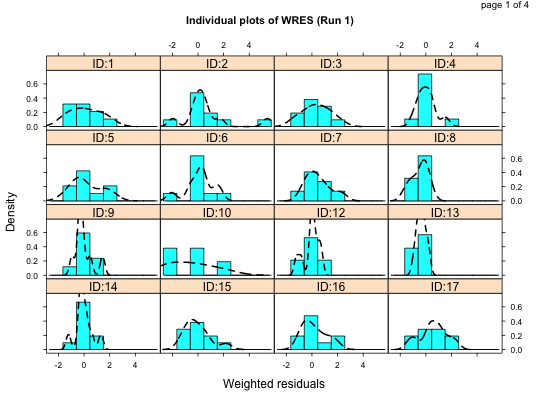 page 1 of 4
Individual plots of WRES (Run 1)
-2 0 2 4 -2 0 2 4
ID:1 ID:2 ID:3 ID:4
0.6
0.4
0.2
0.0
ID:5 ID:6 ID:7 ID:8
0.6
0.4
0.2
0.0
Density
ID:9 ID:10 ID:12 ID:13
0.6
0.4
0.2
0.0
ID:14 ID:15 ID:16 ID:17
0.6
0.4
0.2
0.0
-2 0 2 4 -2 0 2 4
Weighted residuals